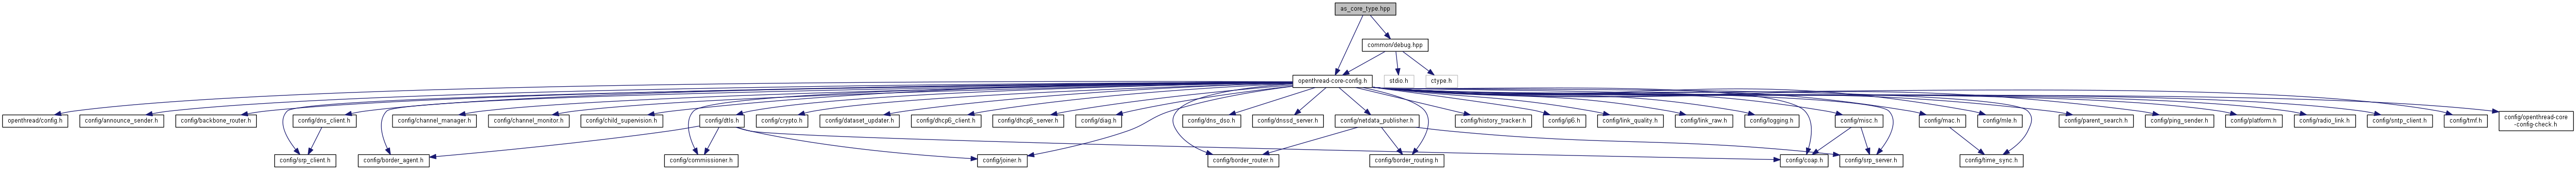 as_core_type.hpp
common/debug.hpp
openthread-core-config.h
stdio.h
ctype.h
openthread/config.h
config/announce_sender.h
config/backbone_router.h
config/dns_client.h
config/channel_manager.h
config/channel_monitor.h
config/child_supervision.h
config/dtls.h
config/crypto.h
config/dataset_updater.h
config/dhcp6_client.h
config/dhcp6_server.h
config/diag.h
config/dns_dso.h
config/dnssd_server.h
config/netdata_publisher.h
config/history_tracker.h
config/ip6.h
config/link_quality.h
config/link_raw.h
config/logging.h
config/misc.h
config/mac.h
config/mle.h
config/parent_search.h
config/ping_sender.h
config/platform.h
config/radio_link.h
config/sntp_client.h
config/tmf.h
config/openthread-core
-config-check.h
config/srp_client.h
config/border_agent.h
config/commissioner.h
config/joiner.h
config/border_router.h
config/border_routing.h
config/coap.h
config/srp_server.h
config/time_sync.h